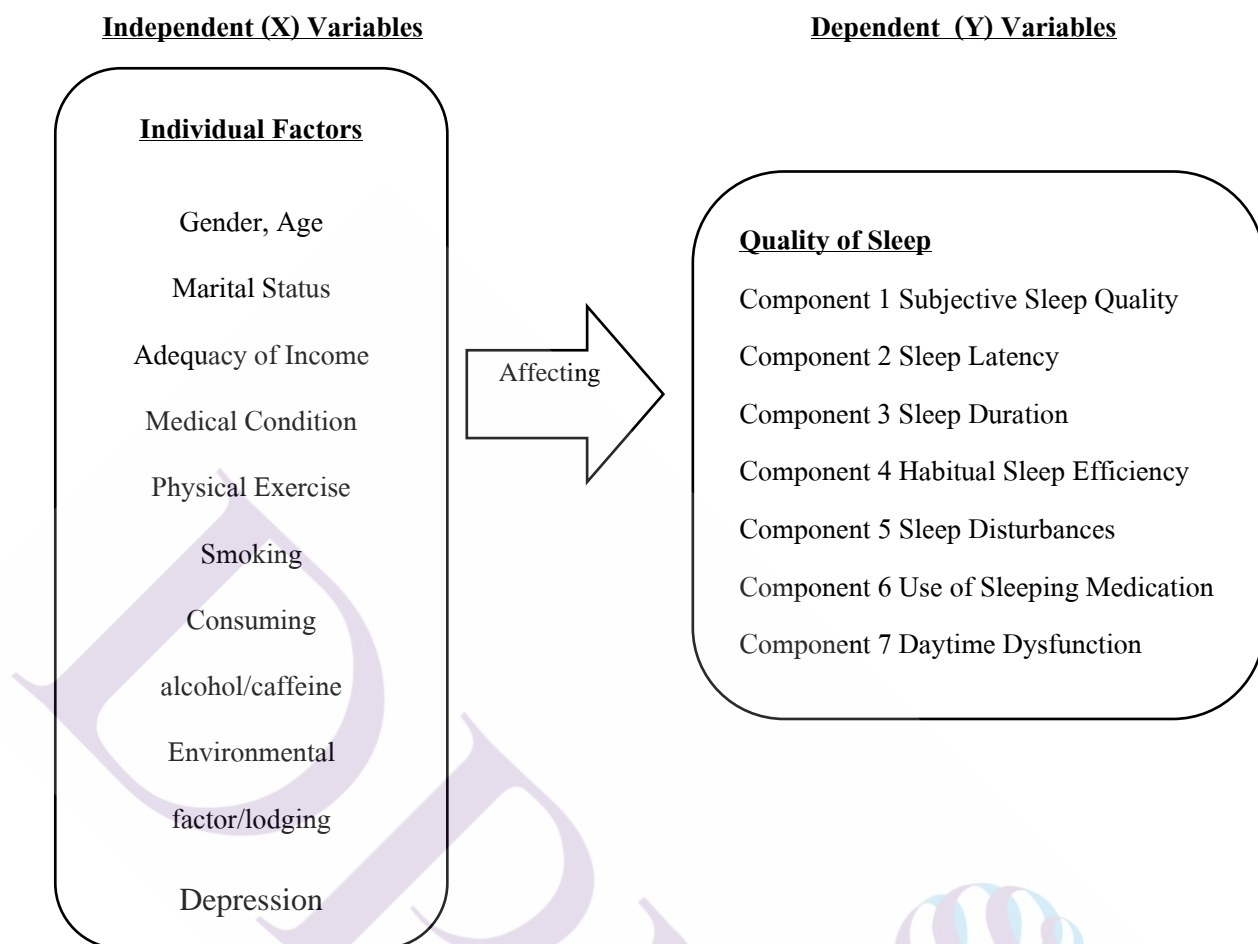 Independent (X) Variables
Dependent (Y) Variables
Individual Factors
Gender, Age
Marital Status
Adequacy of Income
Medical Condition
Physical Exercise
Smoking
Consuming
alcohol/caffeine
Environmental
factor/lodging
Depression
Affecting
Quality of Sleep
Component 1 Subjective Sleep Quality
Component 2 Sleep Latency
Component 3 Sleep Duration
Component 4 Habitual Sleep Efficiency
Component 5 Sleep Disturbances
Component 6 Use of Sleeping Medication
Component 7 Daytime Dysfunction